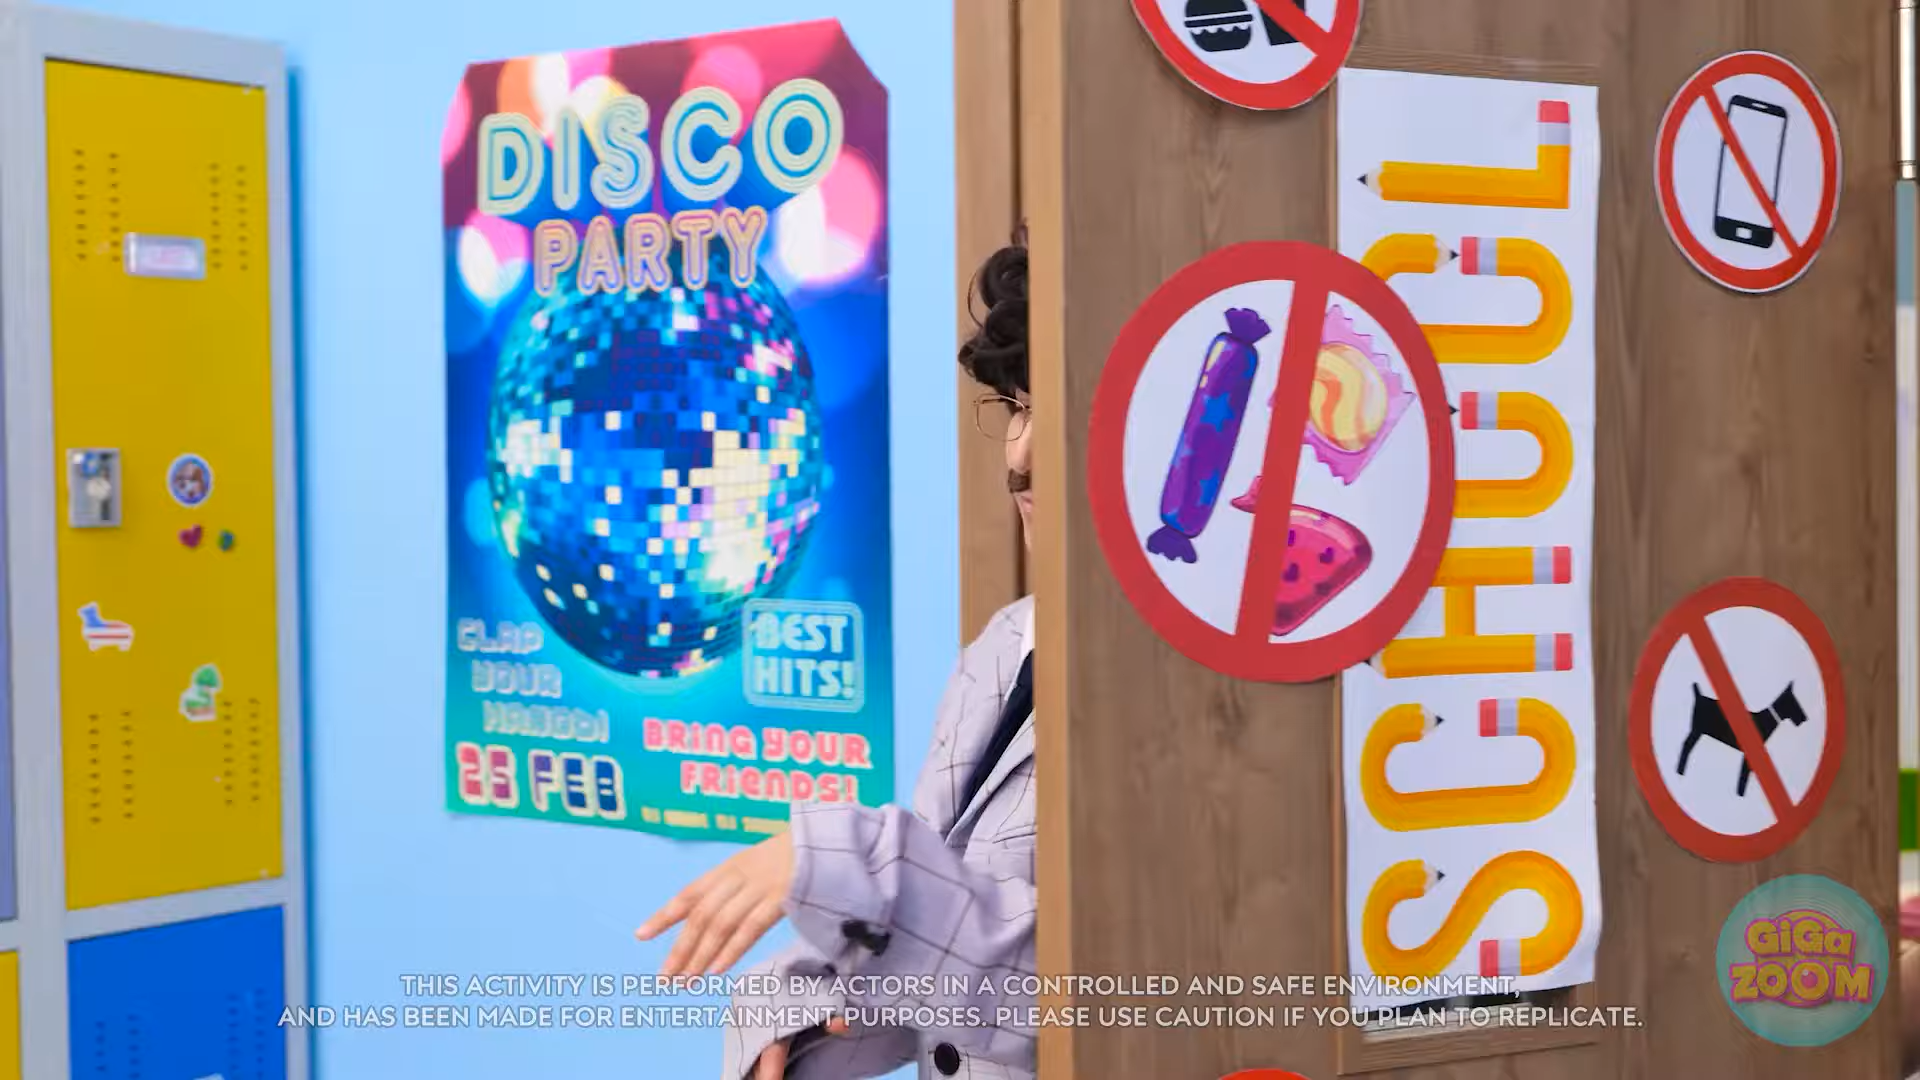 DISCO
PARTY
CLAP
YOUR
HANDS!
25 FEB
BEST
HITS!
BRING YOUR
FRIENDS!
SCHOOL
THIS ACTIVITY IS PERFORMED BY ACTORS IN A CONTROLLED AND SAFE ENVIRONMENT,
AND HAS BEEN MADE FOR ENTERTAINMENT PURPOSES. PLEASE USE CAUTION IF YOU PLAN TO REPLICATE.
GiGa
ZOOM